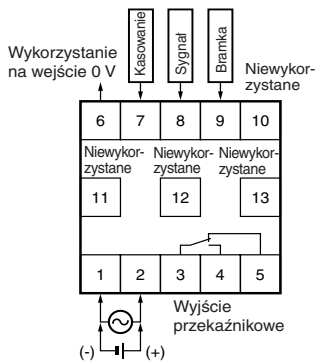 Wykorzystanie
na wejście 0 V
Kasowanie
Sygnał
Bramka
Niewykor-
zystane
6 7 8 9 10
Niewykor-
zystane
Niewykor-
zystane
Niewykor-
zystane
11 12 13
1 2 3 4 5
Wyjście
przekaźnikowe
(-) (+)